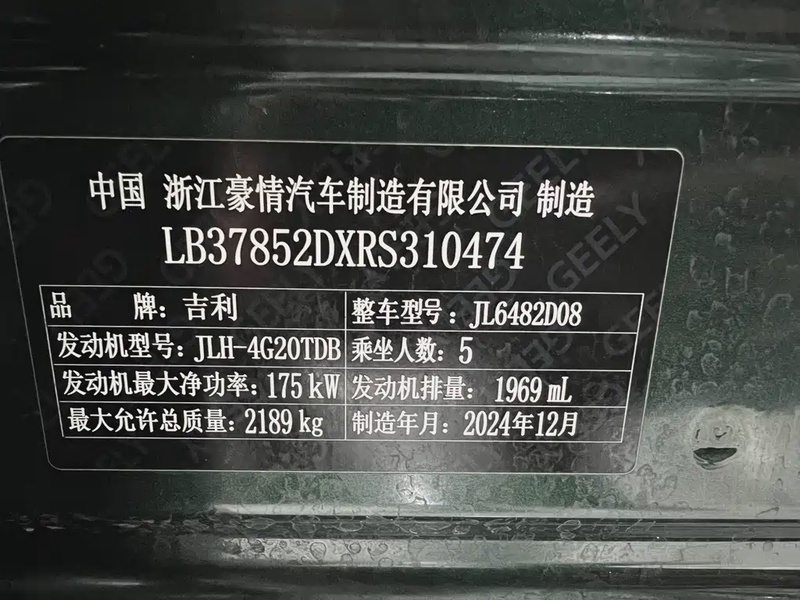 中国 浙江豪情汽车制造有限公司 制造
LB37852DXRS310474
品 牌：吉利 整车型号：JL6482D08
发动机型号：JLH-4G20TDB 乘坐人数：5
发动机最大净功率：175 kW 发动机排量：1969 mL
最大允许总质量：2189 kg 制造年月：2024年12月
GEELY